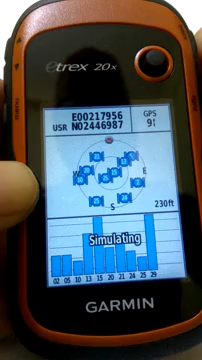 etrex 20x
E00217956
USR N02446987
GPS
9ft
W
E
S
230ft
Simulating
02 05 10 13 15 20 21 24 25 29
GARMIN
menu